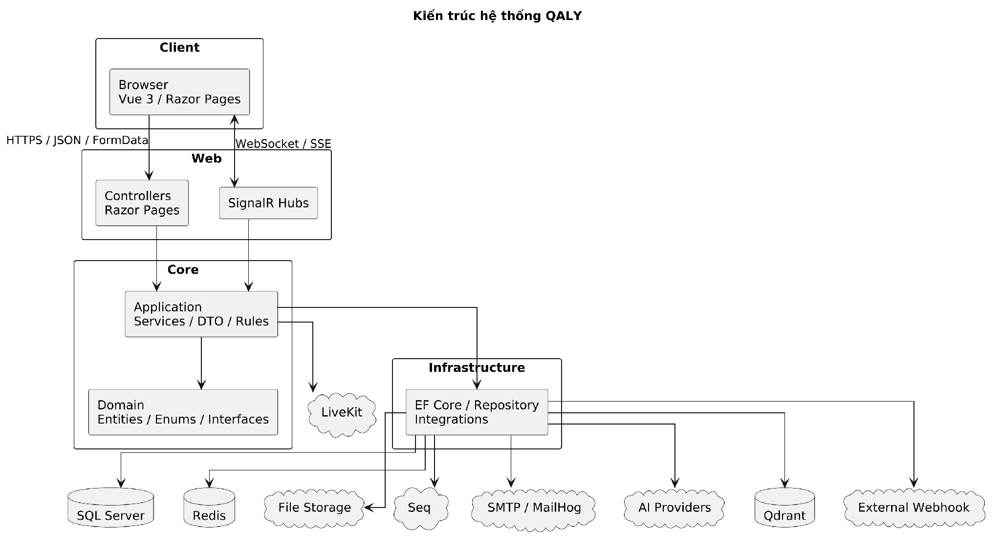 Kiến trúc hệ thống QALY
Client
Browser
Vue 3 / Razor Pages
HTTPS / JSON / FormData
WebSocket / SSE
Web
Controllers
Razor Pages
SignalR Hubs
Core
Application
Services / DTO / Rules
Infrastructure
Domain
Entities / Enums / Interfaces
LiveKit
EF Core / Repository
Integrations
SQL Server
Redis
File Storage
Seq
SMTP / MailHog
AI Providers
Qdrant
External Webhook